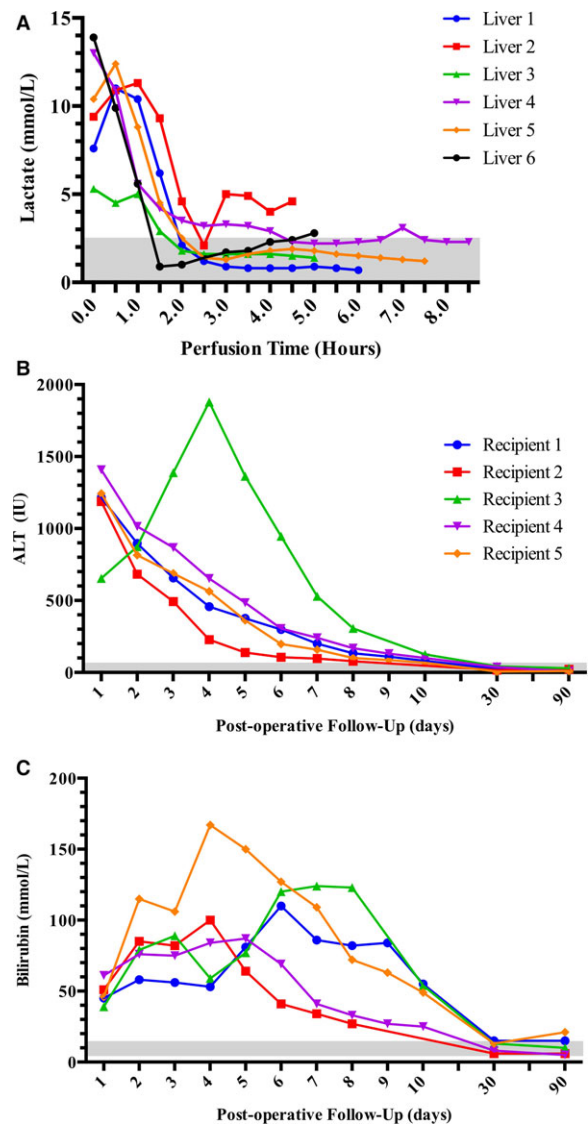 A
Lactate (mmol/L)
15
10
5
0
0.0
1.0
2.0
3.0
4.0
5.0
6.0
7.0
8.0
Perfusion Time (Hours)
Liver 1
Liver 2
Liver 3
Liver 4
Liver 5
Liver 6
B
ALT (IU)
2000
1500
1000
500
0
1
2
3
4
5
6
7
8
9
10
30
90
Post-operative Follow-Up (days)
Recipient 1
Recipient 2
Recipient 3
Recipient 4
Recipient 5
C
Bilirubin (mmol/L)
200
150
100
50
0
1
2
3
4
5
6
7
8
9
10
30
90
Post-operative Follow-Up (days)